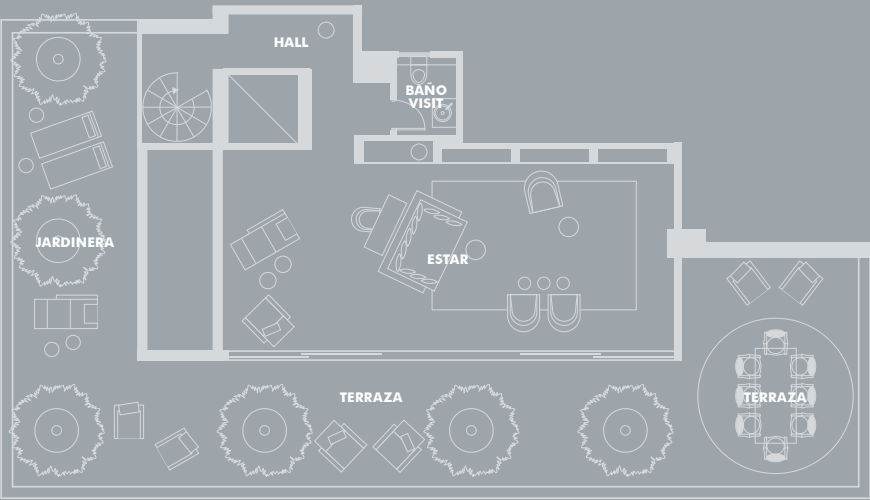 HALL
BAÑO
VISIT.
JARDINERA
ESTAR
TERRAZA
TERRAZA